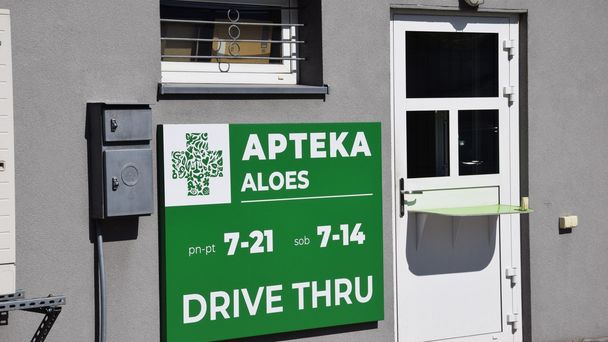 APTEKA
ALOES
pn-pt 7-21 sob 7-14
DRIVE THRU